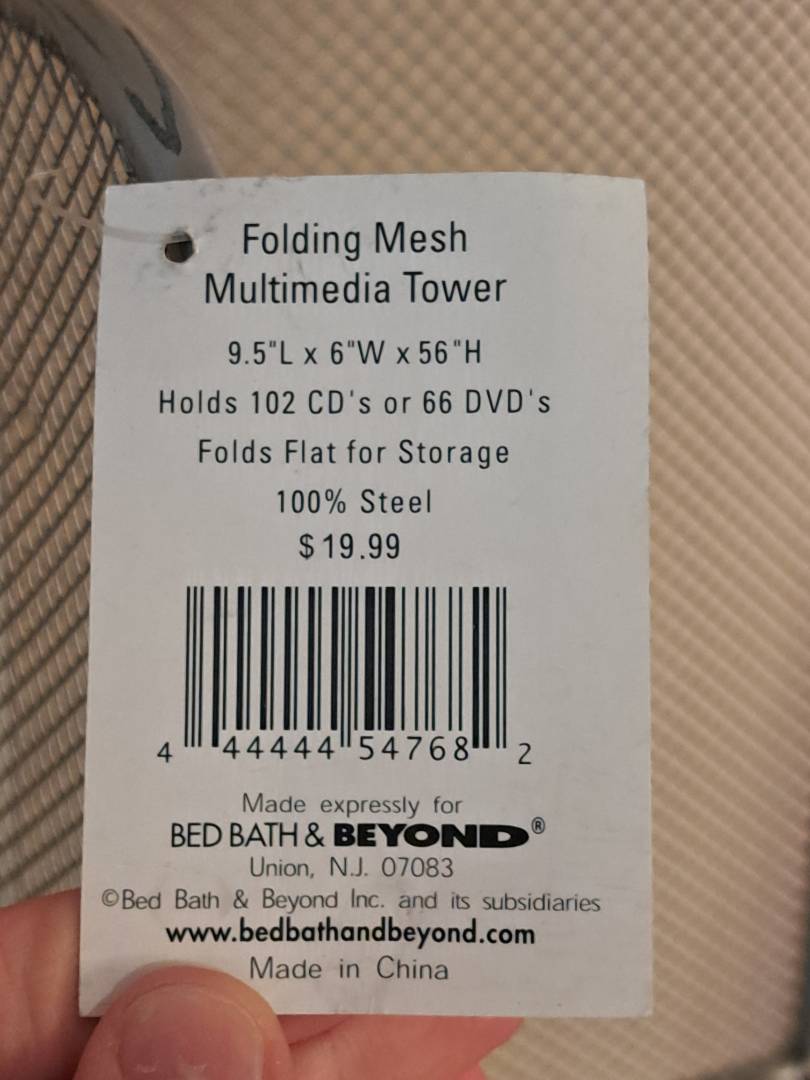 Folding Mesh
Multimedia Tower
9.5"L x 6"W x 56"H
Holds 102 CD's or 66 DVD's
Folds Flat for Storage
100% Steel
$19.99
4 44444 54768 2
Made expressly for
BED BATH & BEYOND®
Union, N.J. 07083
©Bed Bath & Beyond Inc. and its subsidiaries
www.bedbathandbeyond.com
Made in China